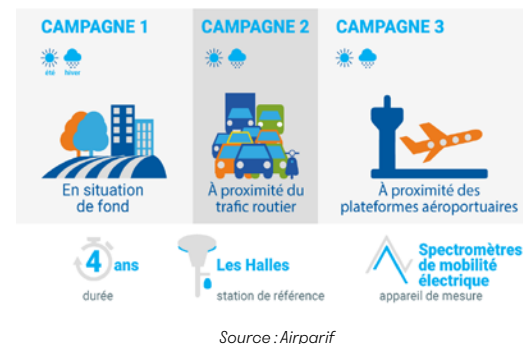 CAMPAGNE 1
été hiver
En situation
de fond
CAMPAGNE 2
À proximité du
trafic routier
CAMPAGNE 3
À proximité des
plateformes aéroportuaires
4 ans
durée
Les Halles
station de référence
Spectromètres
de mobilité
électrique
appareil de mesure
Source : Airparif